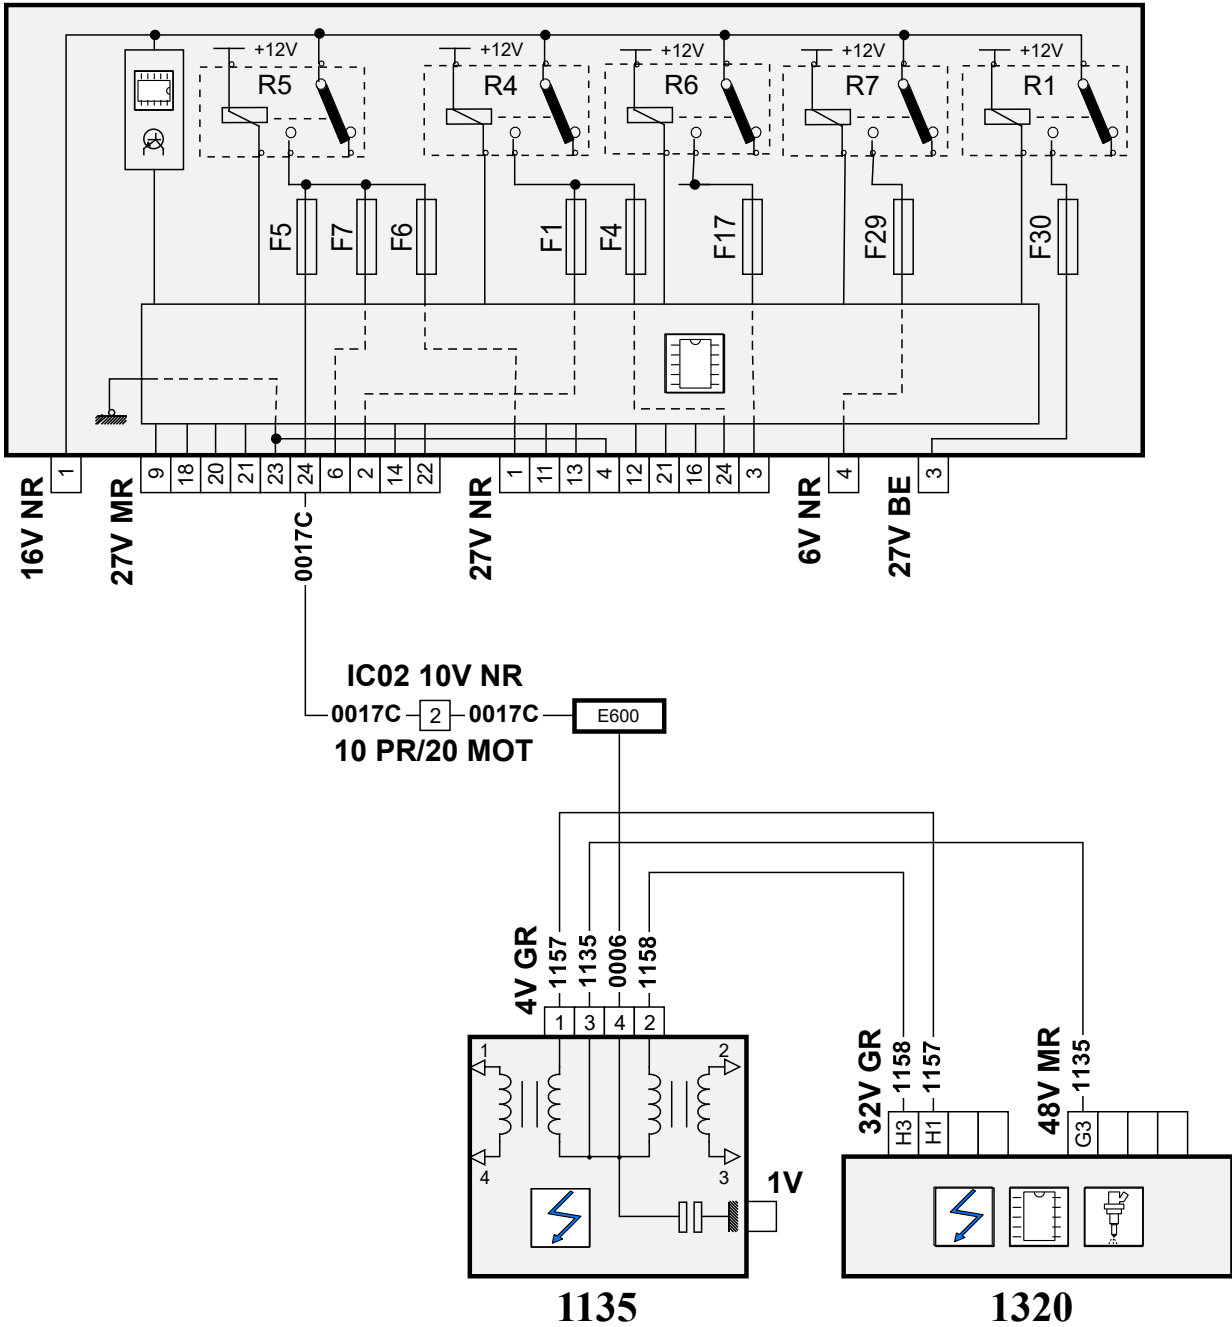 +12V +12V +12V +12V +12V
R5 R4 R6 R7 R1
F5 F7 F6 F1 F4 F17 F29 F30
16V NR 1
27V MR 9 18 20 21 23 24 6 2 14 22
27V NR 1 11 13 4 12 21 16 24 3
6V NR 4
27V BE 3
0017C
IC02 10V NR
0017C 2 0017C E600
10 PR/20 MOT
4V GR 1157 1135 0006 1158
1 3 4 2
32V GR 1158 1157
48V MR 1135
H3 H1 G3
1 2
4 3
1V
1135 1320